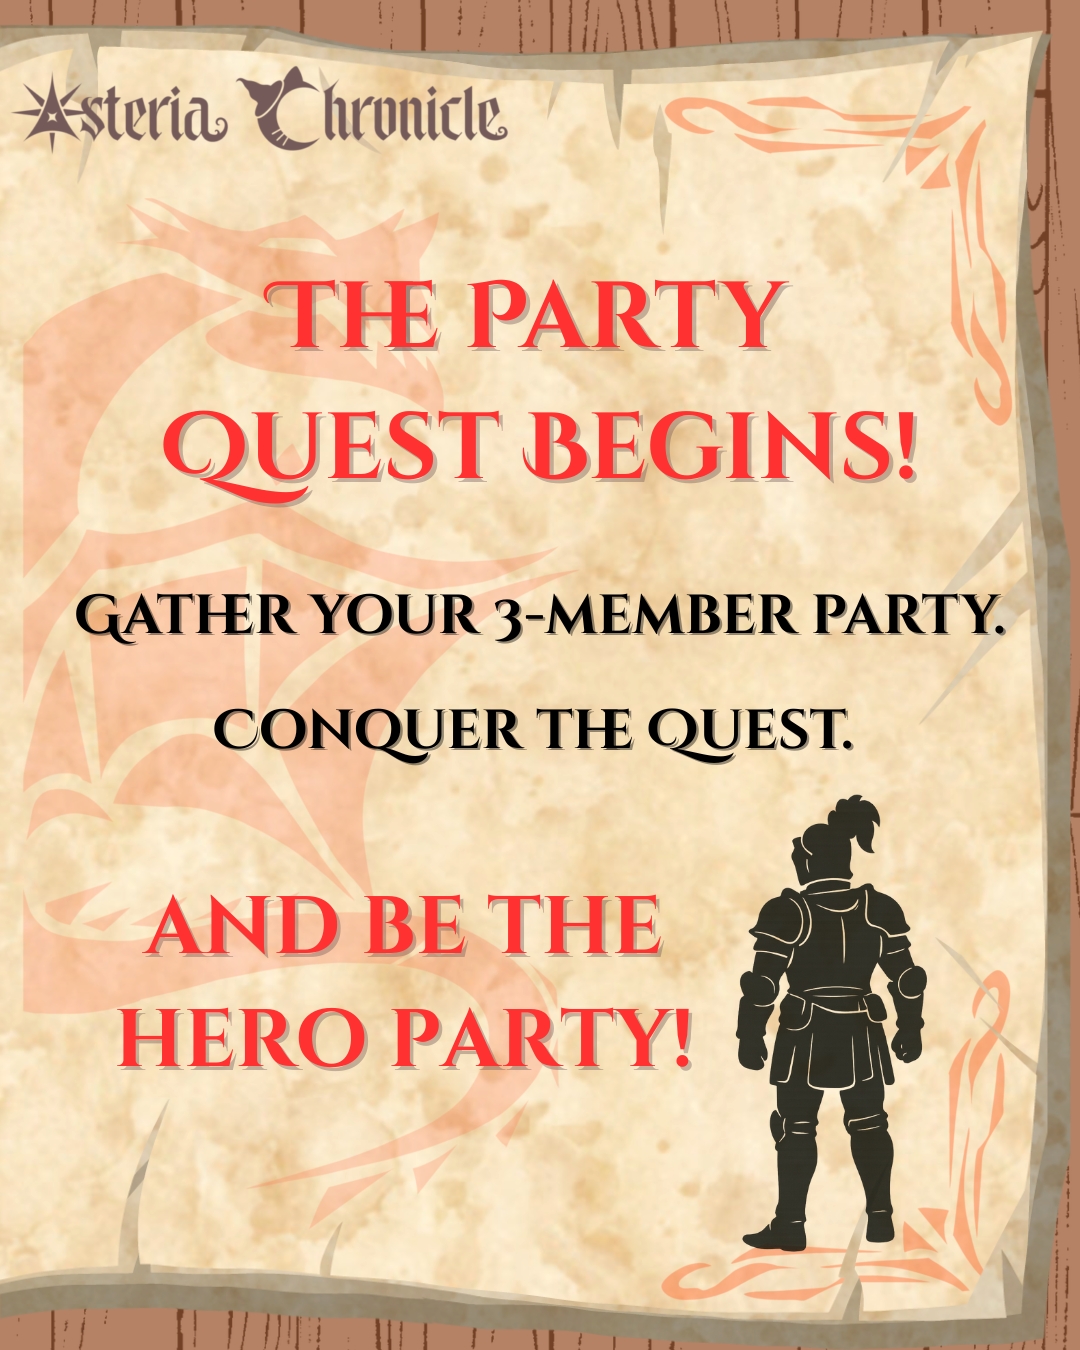 Asteria Chronicle
THE PARTY
QUEST BEGINS!
GATHER YOUR 3-MEMBER PARTY.
CONQUER THE QUEST.
AND BE THE
HERO PARTY!